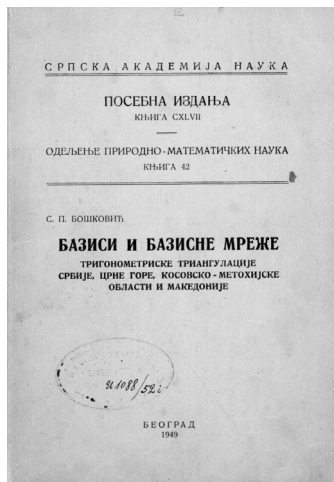 СРПСКА АКАДЕМИЈА НАУКА
ПОСЕБНА ИЗДАЊА
КЊИГА CXLVII
ОДЕЉЕЊЕ ПРИРОДНО-МАТЕМАТИЧКИХ НАУКА
КЊИГА 42
С. П. БОШКОВИЋ
БАЗИСИ И БАЗИСНЕ МРЕЖЕ
ТРИГОНОМЕТРИСКЕ ТРИАНГУЛАЦИЈЕ
СРБИЈЕ, ЦРНЕ ГОРЕ, КОСОВСКО-МЕТОХИЈСКЕ
ОБЛАСТИ И МАКЕДОНИЈЕ
БЕОГРАД
1949